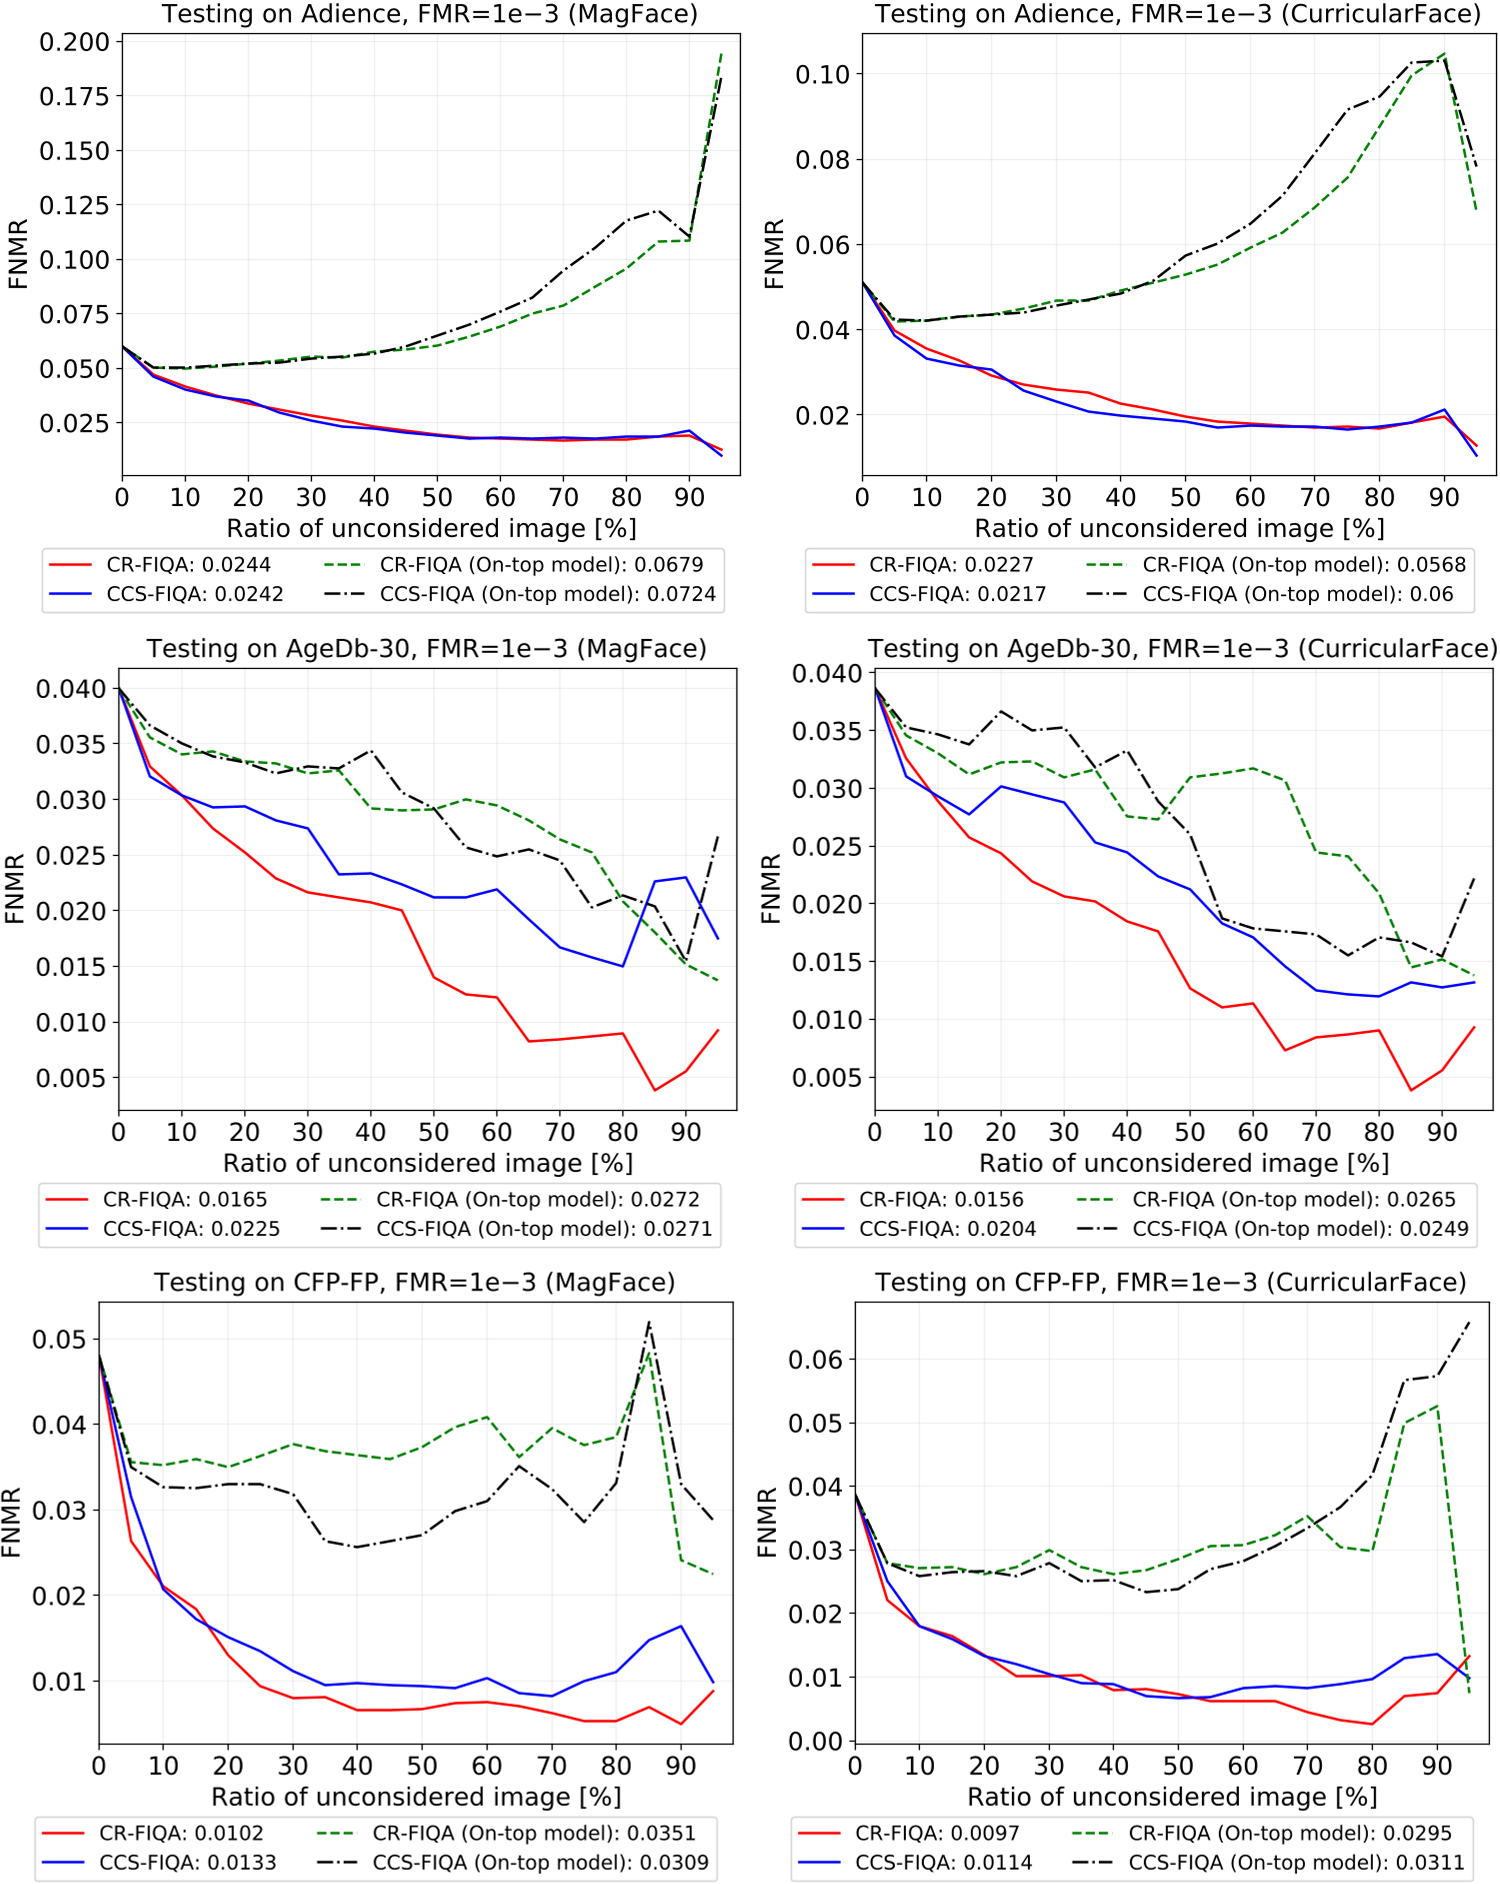 Testing on Adience, FMR=1e−3 (MagFace)
0.200
0.175
0.150
0.125
0.100
0.075
0.050
0.025
FNMR
0 10 20 30 40 50 60 70 80 90
Ratio of unconsidered image [%]
CR-FIQA: 0.0244 CR-FIQA (On-top model): 0.0679
CCS-FIQA: 0.0242 CCS-FIQA (On-top model): 0.0724
Testing on Adience, FMR=1e−3 (CurricularFace)
0.10
0.08
0.06
0.04
0.02
FNMR
0 10 20 30 40 50 60 70 80 90
Ratio of unconsidered image [%]
CR-FIQA: 0.0227 CR-FIQA (On-top model): 0.0568
CCS-FIQA: 0.0217 CCS-FIQA (On-top model): 0.06
Testing on AgeDb-30, FMR=1e−3 (MagFace)
0.040
0.035
0.030
0.025
0.020
0.015
0.010
0.005
FNMR
0 10 20 30 40 50 60 70 80 90
Ratio of unconsidered image [%]
CR-FIQA: 0.0165 CR-FIQA (On-top model): 0.0272
CCS-FIQA: 0.0225 CCS-FIQA (On-top model): 0.0271
Testing on AgeDb-30, FMR=1e−3 (CurricularFace)
0.040
0.035
0.030
0.025
0.020
0.015
0.010
0.005
FNMR
0 10 20 30 40 50 60 70 80 90
Ratio of unconsidered image [%]
CR-FIQA: 0.0156 CR-FIQA (On-top model): 0.0265
CCS-FIQA: 0.0204 CCS-FIQA (On-top model): 0.0249
Testing on CFP-FP, FMR=1e−3 (MagFace)
0.05
0.04
0.03
0.02
0.01
FNMR
0 10 20 30 40 50 60 70 80 90
Ratio of unconsidered image [%]
CR-FIQA: 0.0102 CR-FIQA (On-top model): 0.0351
CCS-FIQA: 0.0133 CCS-FIQA (On-top model): 0.0309
Testing on CFP-FP, FMR=1e−3 (CurricularFace)
0.06
0.05
0.04
0.03
0.02
0.01
0.00
FNMR
0 10 20 30 40 50 60 70 80 90
Ratio of unconsidered image [%]
CR-FIQA: 0.0097 CR-FIQA (On-top model): 0.0295
CCS-FIQA: 0.0114 CCS-FIQA (On-top model): 0.0311